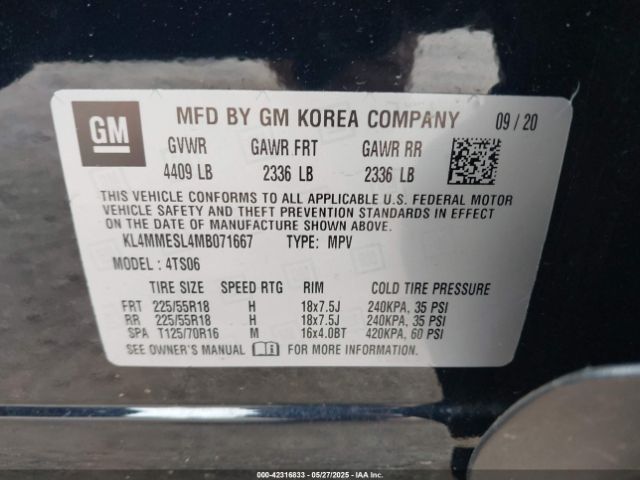 GM
MFD BY GM KOREA COMPANY 09 / 20
GVWR GAWR FRT GAWR RR
4409 LB 2336 LB 2336 LB
THIS VEHICLE CONFORMS TO ALL APPLICABLE U.S. FEDERAL MOTOR
VEHICLE SAFETY AND THEFT PREVENTION STANDARDS IN EFFECT
ON THE DATE OF MANUFACTURE SHOWN ABOVE.
KL4MMESL4MB071667 TYPE: MPV
MODEL : 4TS06
TIRE SIZE SPEED RTG RIM COLD TIRE PRESSURE
FRT 225/55R18 H 18x7.5J 240KPA, 35 PSI
RR 225/55R18 H 18x7.5J 240KPA, 35 PSI
SPA T125/70R16 M 16x4.0BT 420KPA, 60 PSI
SEE OWNER'S MANUAL FOR MORE INFORMATION.
000-42316833 - 05/27/2025 - IAA Inc.